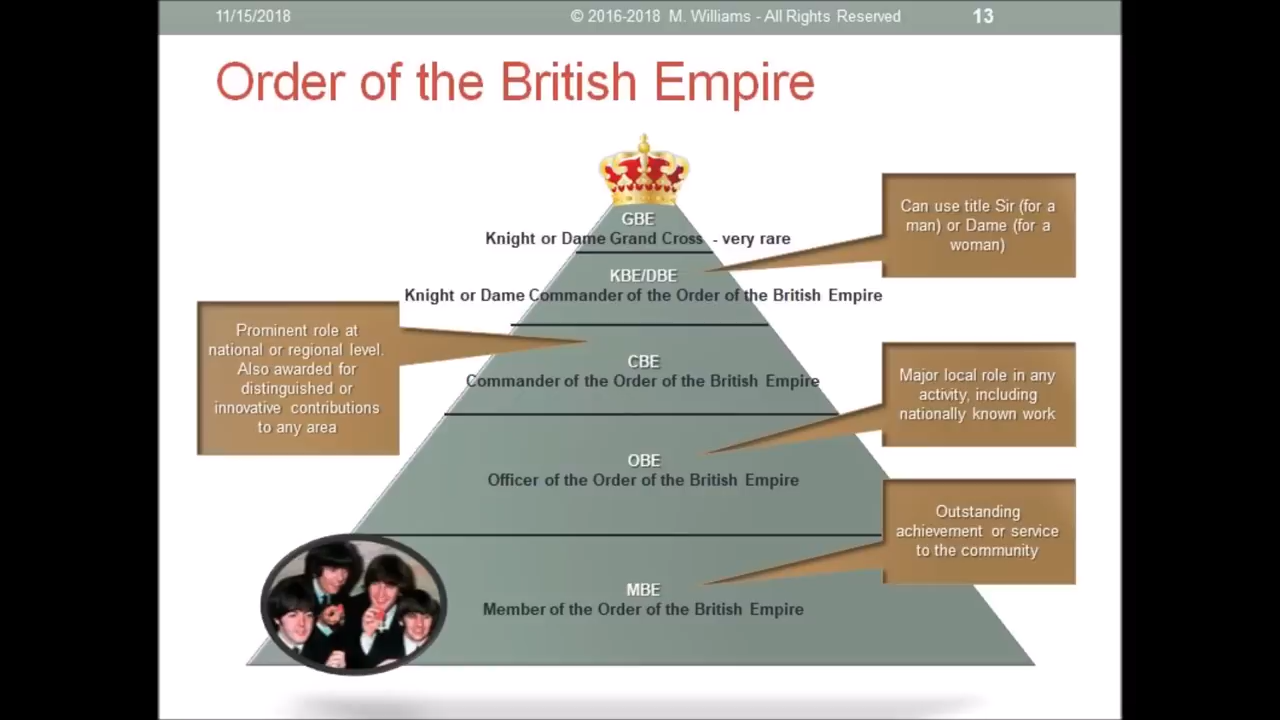 11/15/2018
© 2016-2018 M. Williams - All Rights Reserved
13
Order of the British Empire
GBE
Knight or Dame Grand Cross - very rare
Can use title Sir (for a
man) or Dame (for a
woman)
KBE/DBE
Knight or Dame Commander of the Order of the British Empire
Prominent role at
national or regional level.
Also awarded for
distinguished or
innovative contributions
to any area
CBE
Commander of the Order of the British Empire
Major local role in any
activity, including
nationally known work
OBE
Officer of the Order of the British Empire
Outstanding
achievement or service
to the community
MBE
Member of the Order of the British Empire